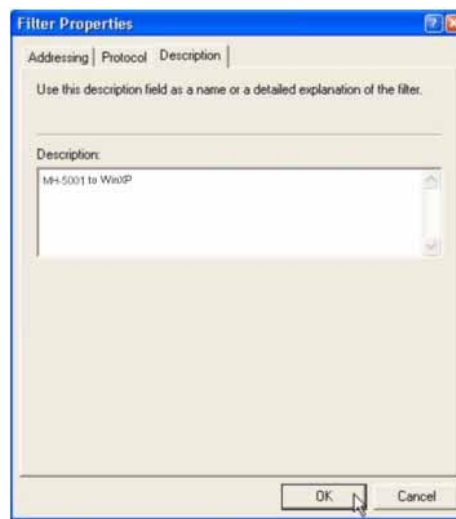 Filter Properties
Addressing Protocol Description
Use this description field as a name or a detailed explanation of the filter.
Description:
MH-5001 to WinXP
OK Cancel